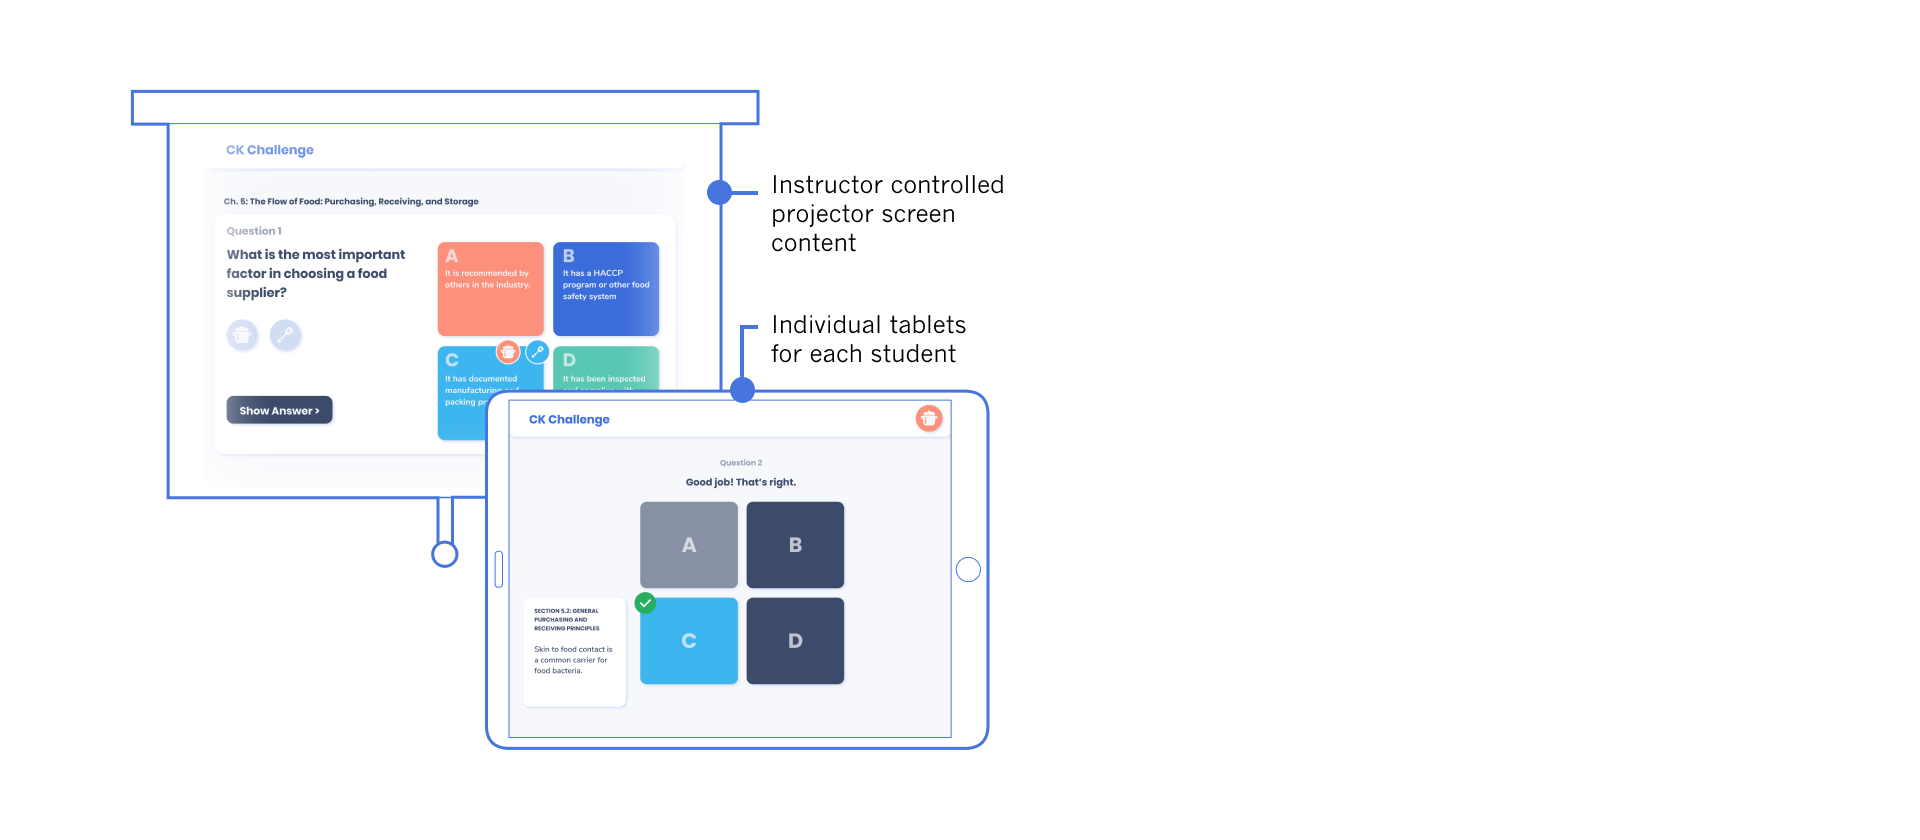 CK Challenge
Ch. 5: The Flow of Food: Purchasing, Receiving, and Storage
Question 1
What is the most important
factor in choosing a food
supplier?
Show Answer >
A
It is recommended by
others in the industry.
B
It has a HACCP
program or other food
safety system
C
It has documented
manufacturing and
packing
D
It has been inspected
and complies with
Instructor controlled
projector screen
content
Individual tablets
for each student
CK Challenge
Question 2
Good job! That's right.
A
B
C
D
SECTION 5.2: GENERAL
PURCHASING AND
RECEIVING PRINCIPLES
Skin to food contact is
a common carrier for
food bacteria.